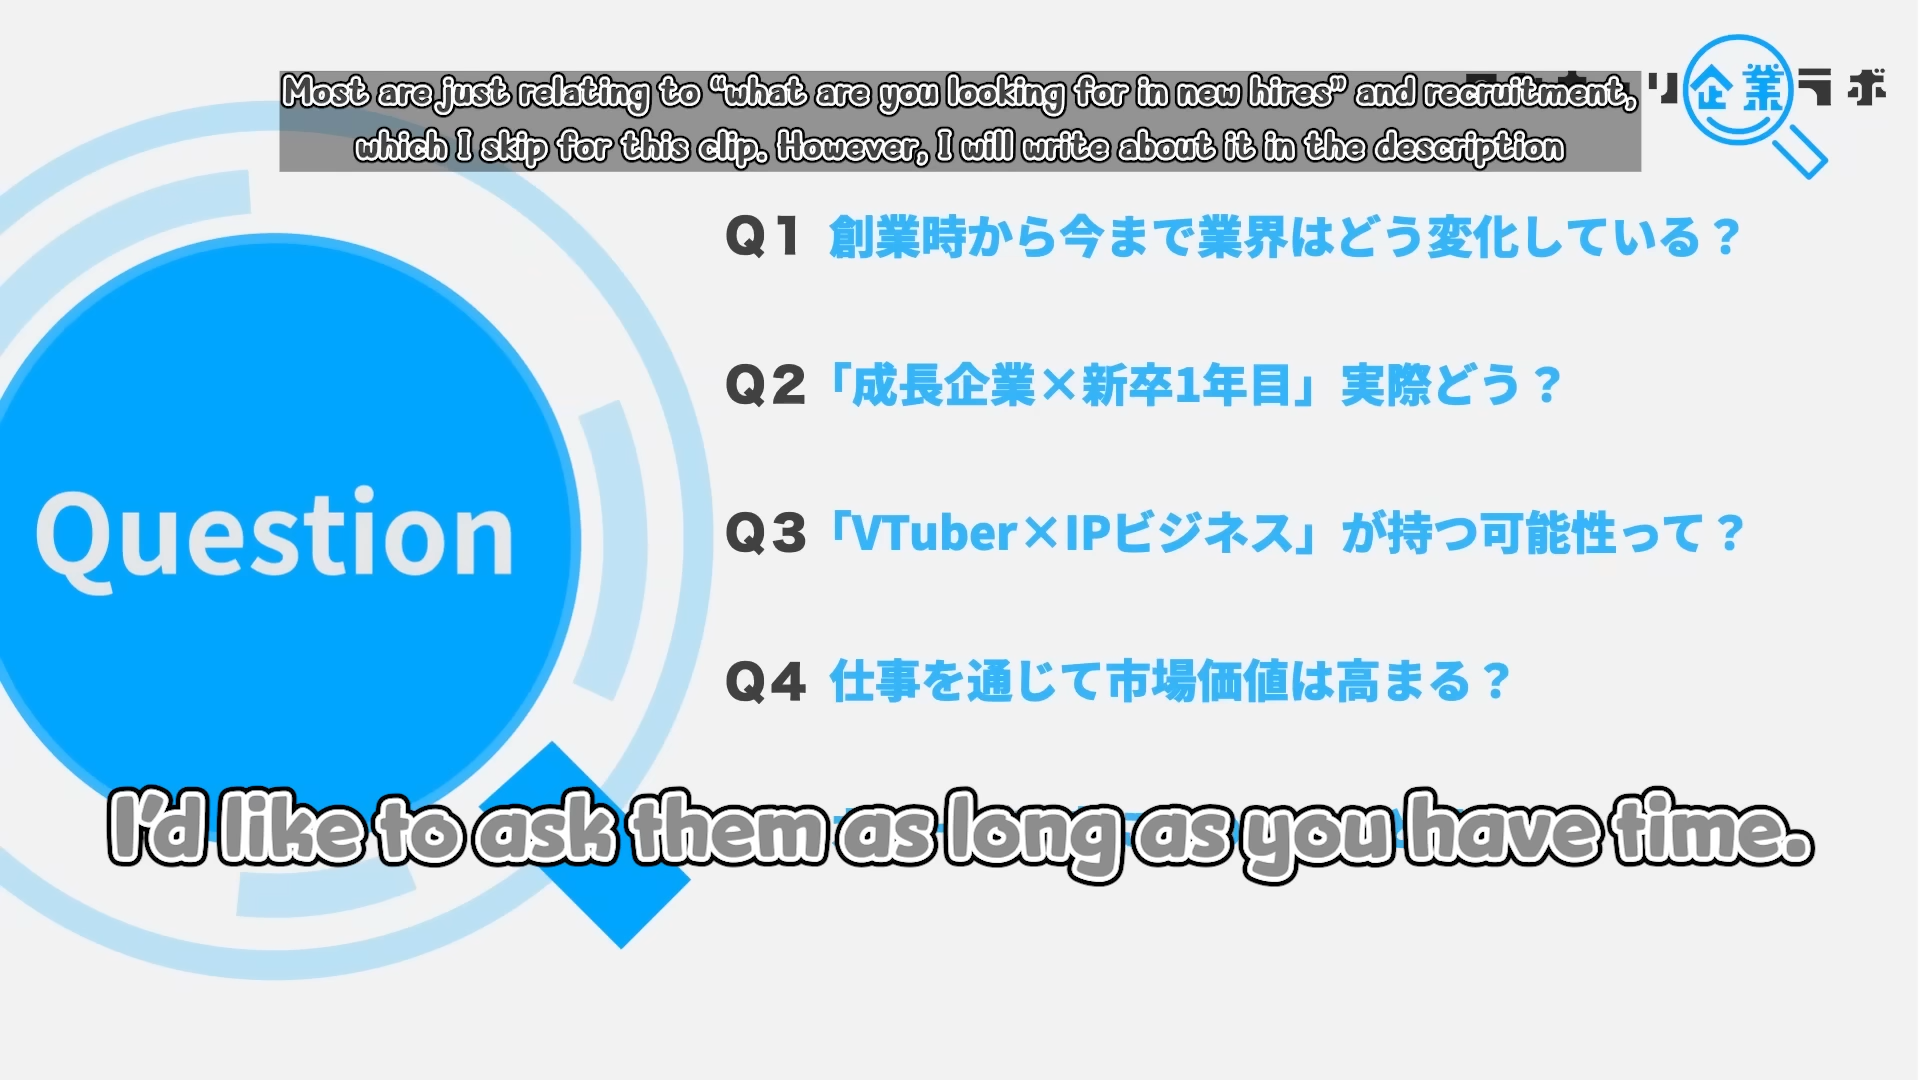 Most are just relating to “what are you looking for in new hires” and recruitment,
which I skip for this clip. However, I will write about it in the description
リ企業ラボ
Q1 創業時から今まで業界はどう変化している？
Q2 「成長企業×新卒1年目」実際どう？
Question
Q3 「VTuber×IPビジネス」が持つ可能性って？
Q4 仕事を通じて市場価値は高まる？
I’d like to ask them as long as you have time.